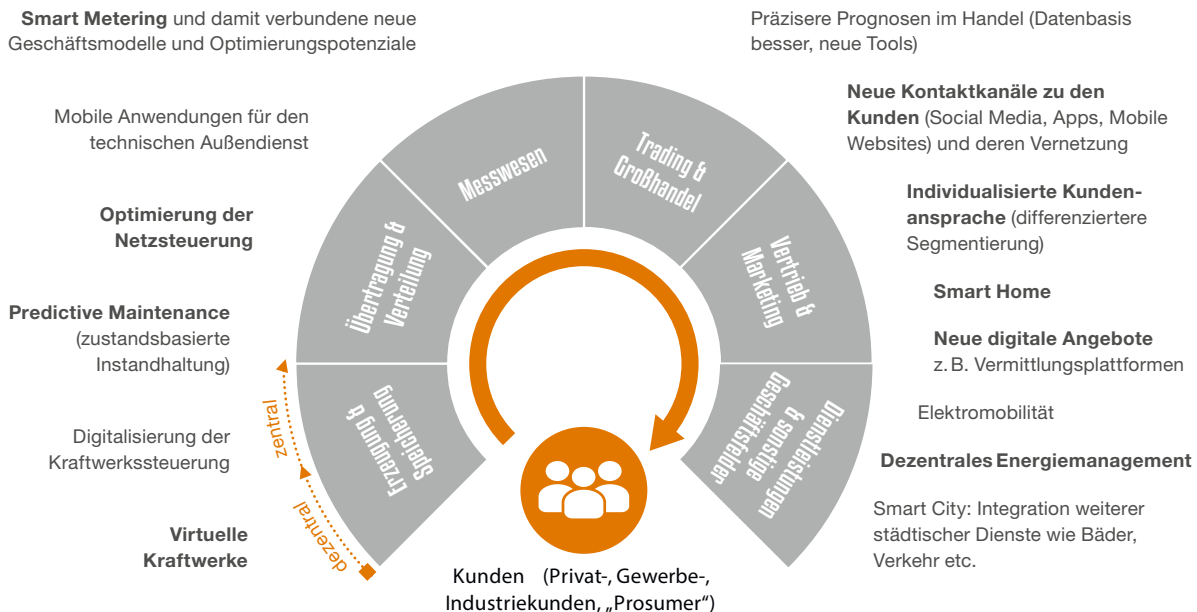 Smart Metering und damit verbundene neue
Geschäftsmodelle und Optimierungspotenziale
Mobile Anwendungen für den
technischen Außendienst
Optimierung der
Netzsteuerung
Predictive Maintenance
(zustandsbasierte
Instandhaltung)
Digitalisierung der
Kraftwerkssteuerung
Virtuelle
Kraftwerke
zentral
dezentral
Erzeugung &
Speicherung
Übertragung &
Verteilung
Messwesen
Trading &
Großhandel
Vertrieb &
Marketing
Dienstleistungen
& sonstige
Geschäftsfelder
Kunden (Privat-, Gewerbe-,
Industriekunden, „Prosumer“)
Präzisere Prognosen im Handel (Datenbasis
besser, neue Tools)
Neue Kontaktkanäle zu den
Kunden (Social Media, Apps, Mobile
Websites) und deren Vernetzung
Individualisierte Kunden-
ansprache (differenziertere
Segmentierung)
Smart Home
Neue digitale Angebote
z. B. Vermittlungsplattformen
Elektromobilität
Dezentrales Energiemanagement
Smart City: Integration weiterer
städtischer Dienste wie Bäder,
Verkehr etc.